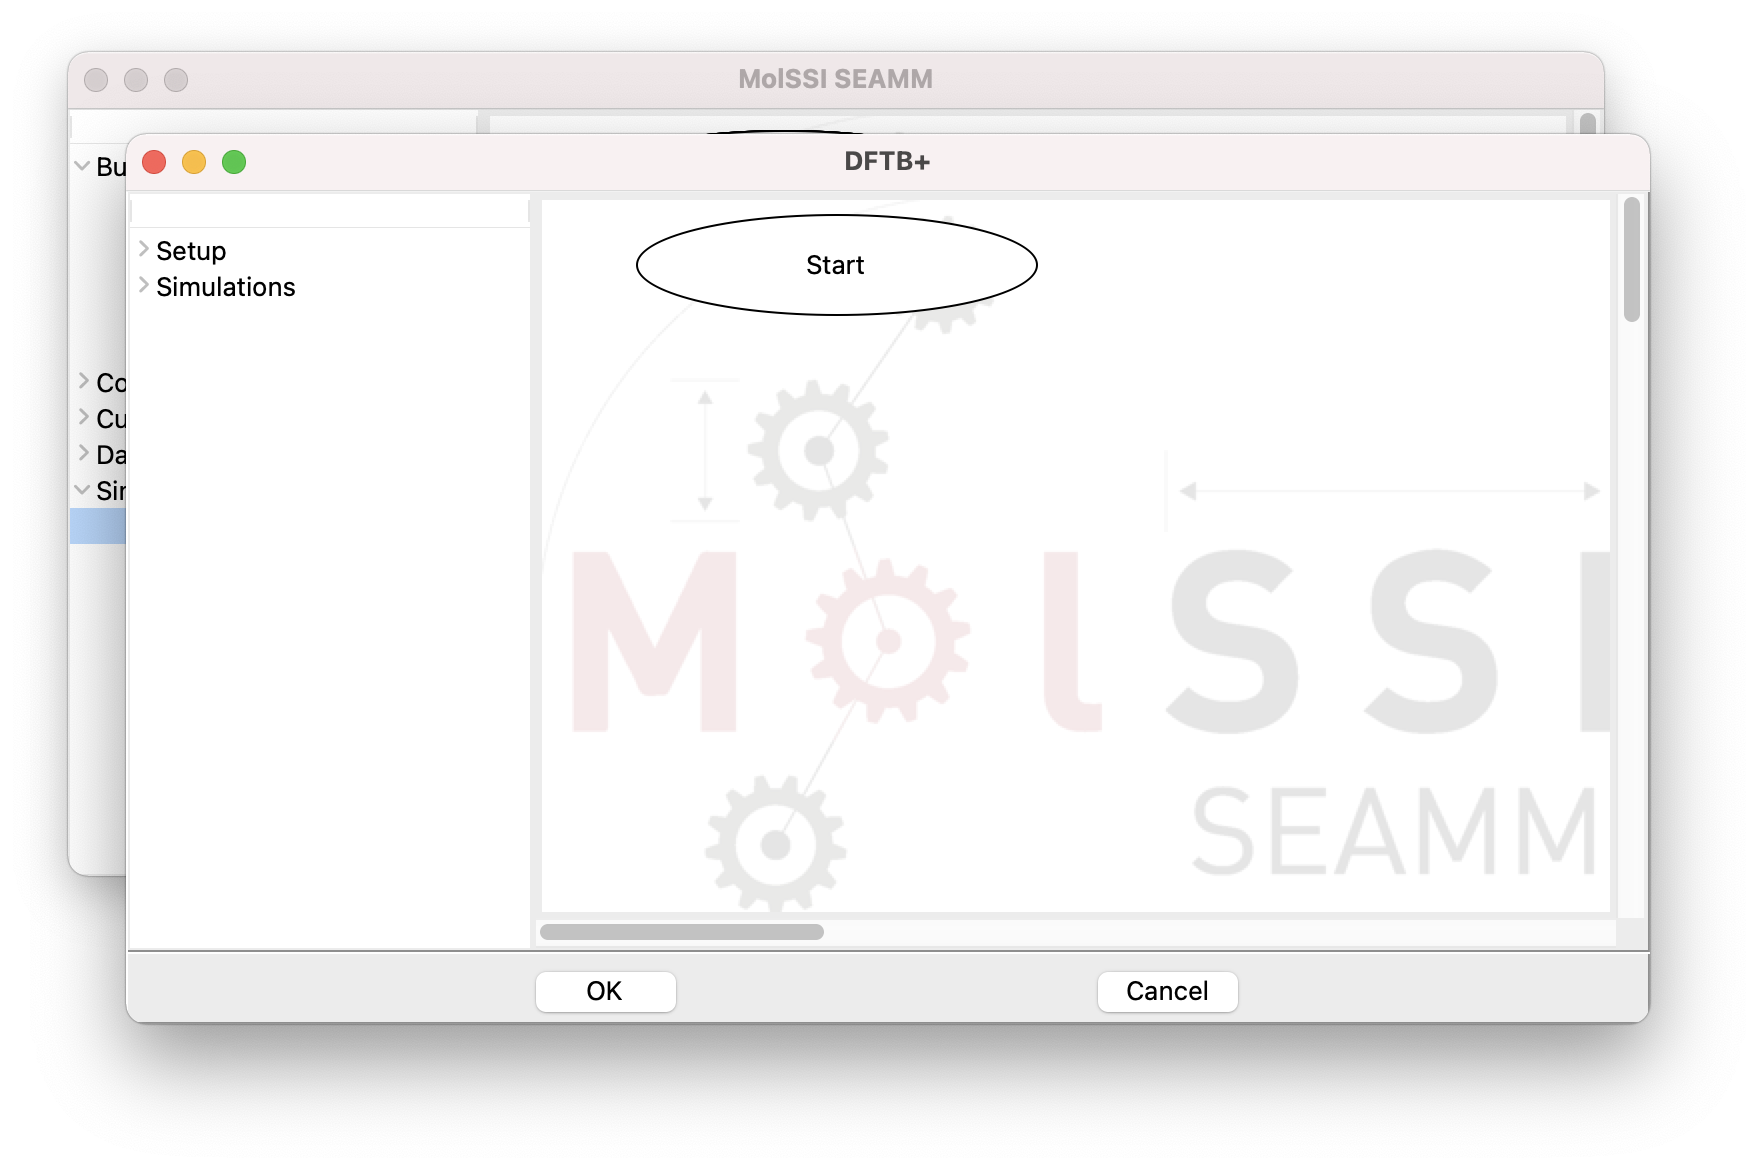 MolSSI SEAMM
DFTB+
Bu
Co
Cu
Da
Sir
Setup
Simulations
Start
MolSSI
SEAMM
OK
Cancel